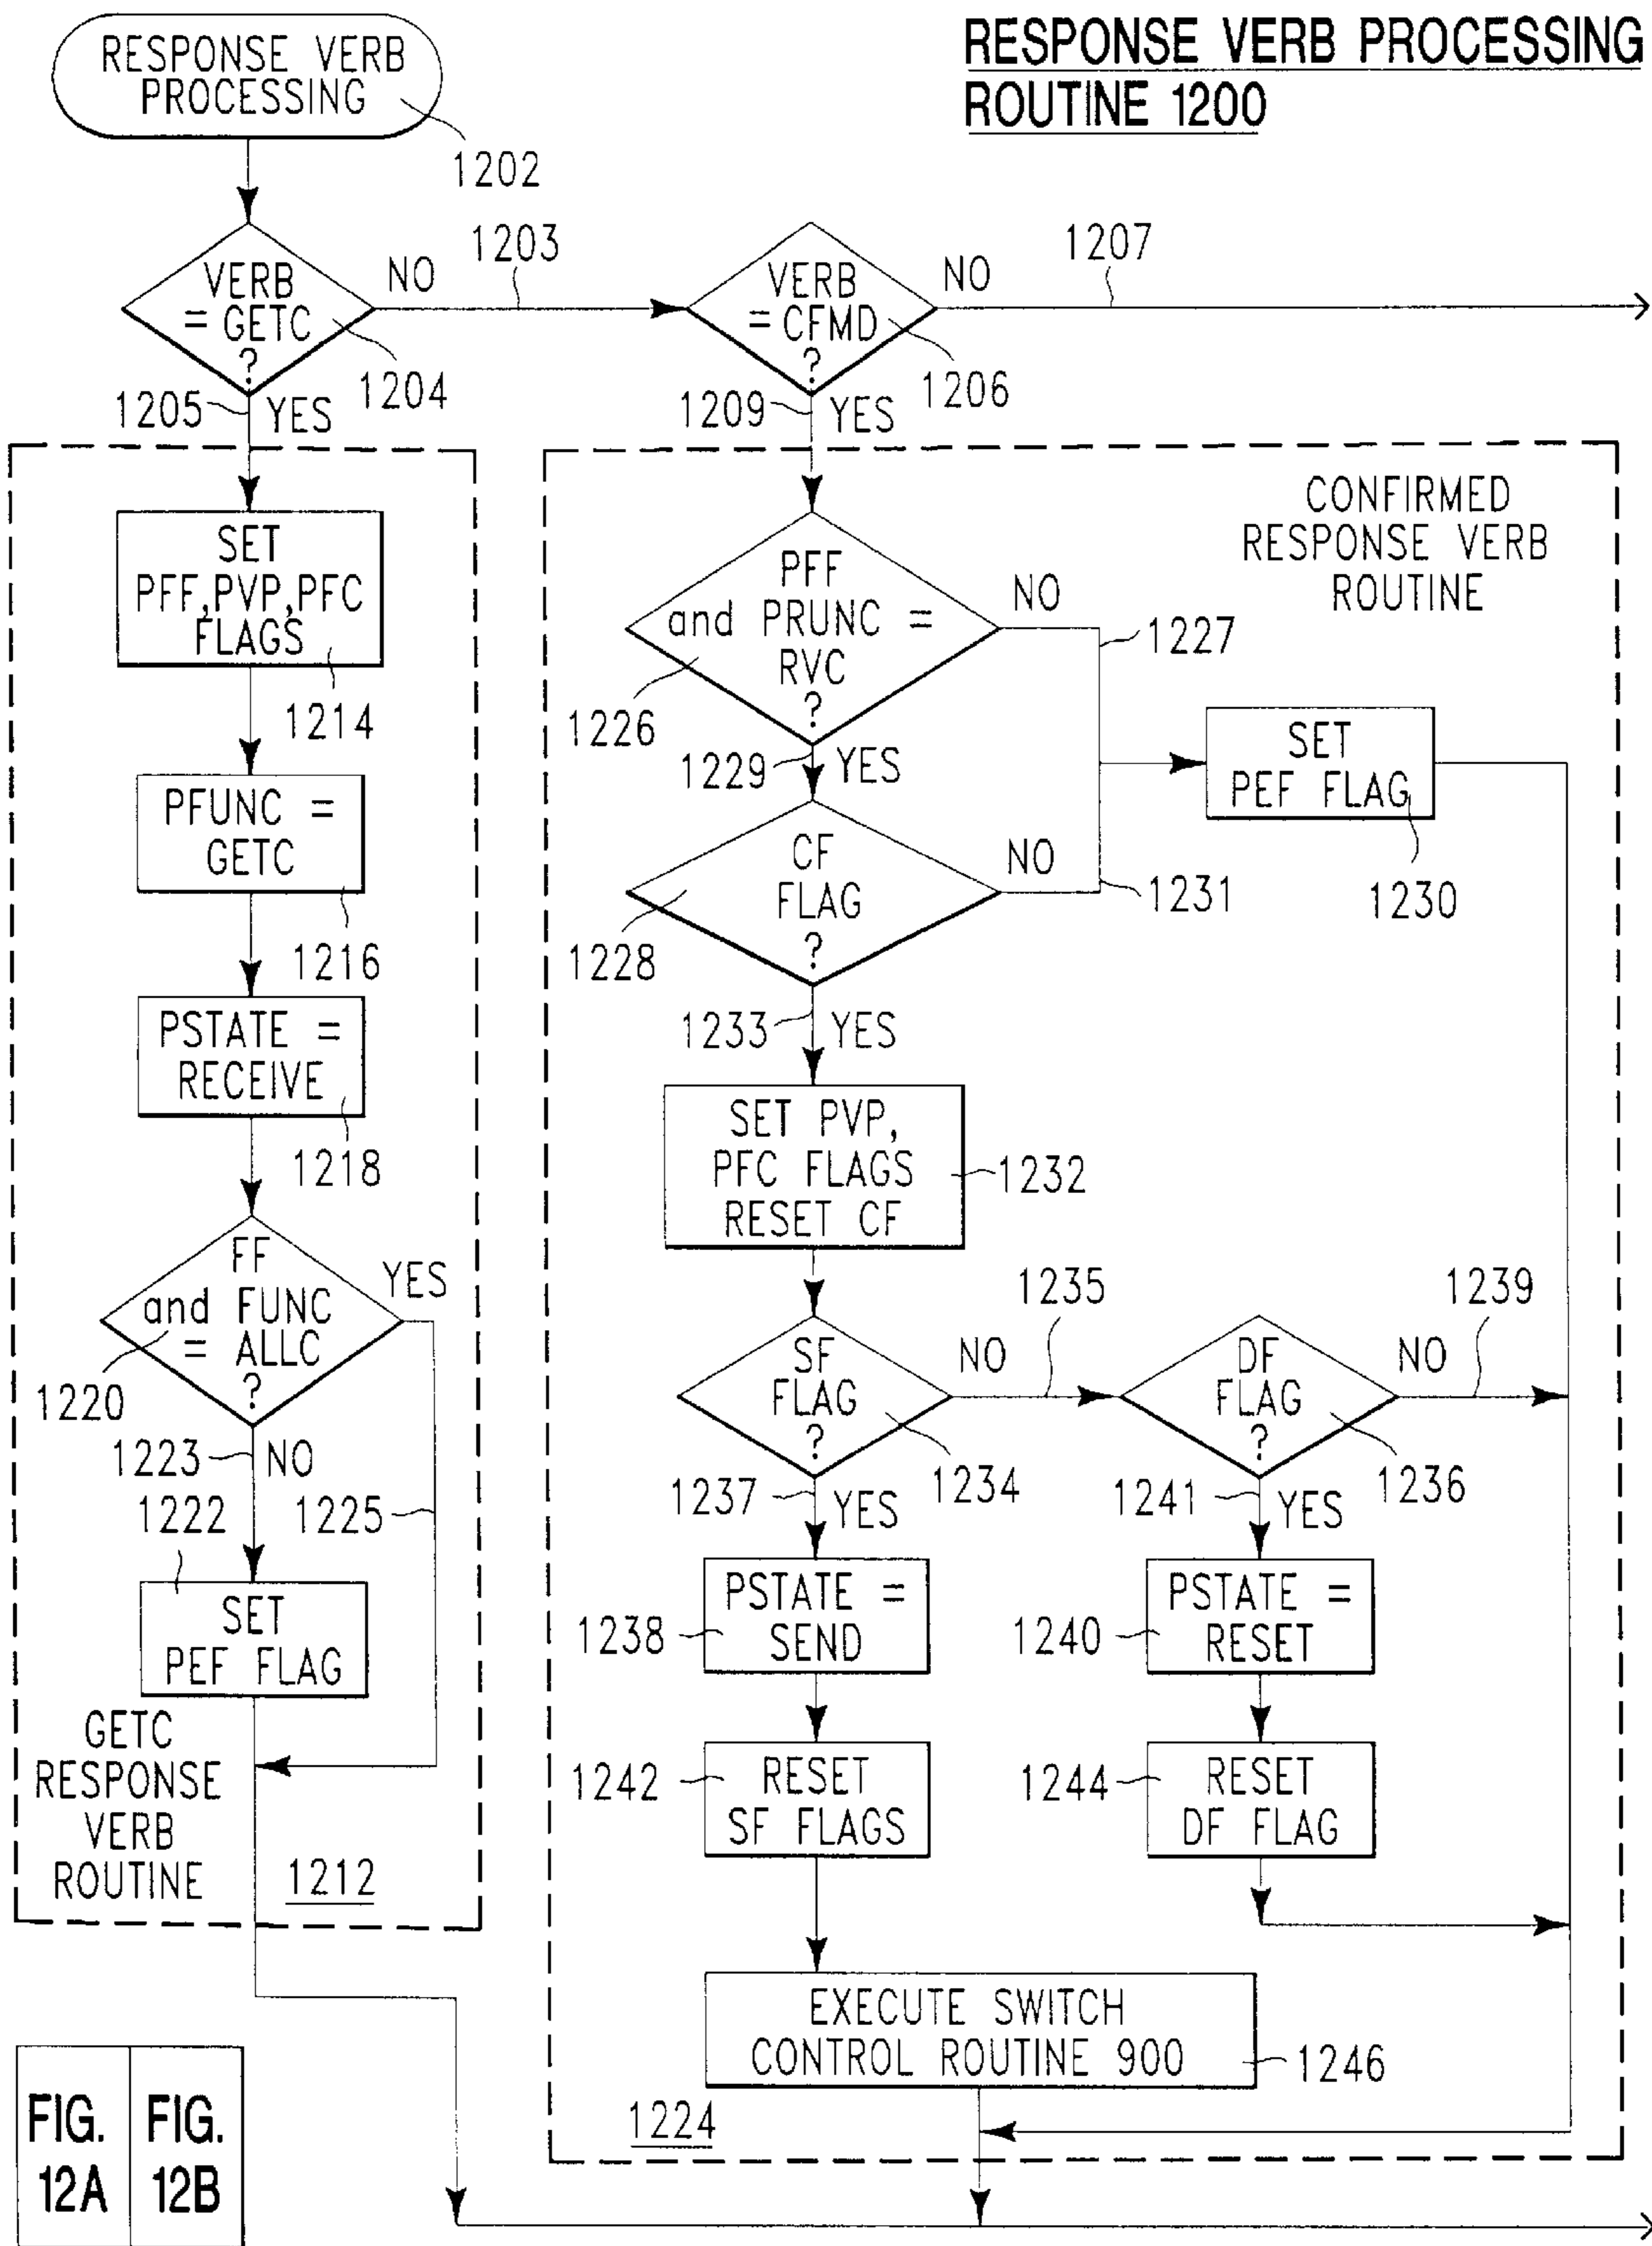 RESPONSE VERB PROCESSING
ROUTINE 1200
RESPONSE VERB
PROCESSING
1202
VERB
= GETC
?
1204
NO
1203
VERB
= CFMD
?
1206
NO
1207
1205
YES
1209
YES
SET
PFF,PVP,PFC
FLAGS
1214
PFUNC =
GETC
1216
PSTATE =
RECEIVE
1218
FF
and FUNC
= ALLC
?
1220
YES
1223
NO
1222
1225
SET
PEF FLAG
GETC
RESPONSE
VERB
ROUTINE
1212
CONFIRMED
RESPONSE VERB
ROUTINE
PFF
and PRUNC =
RVC
?
1226
NO
1227
1229
YES
SET
PEF FLAG
1230
CF
FLAG
?
1228
NO
1231
1233
YES
SET PVP,
PFC FLAGS
RESET CF
1232
SF
FLAG
?
1234
NO
1235
DF
FLAG
?
1236
NO
1239
1237
YES
1241
YES
PSTATE =
SEND
1238
PSTATE =
RESET
1240
RESET
SF FLAGS
1242
RESET
DF FLAG
1244
EXECUTE SWITCH
CONTROL ROUTINE 900
1246
1224
FIG.
12A
FIG.
12B